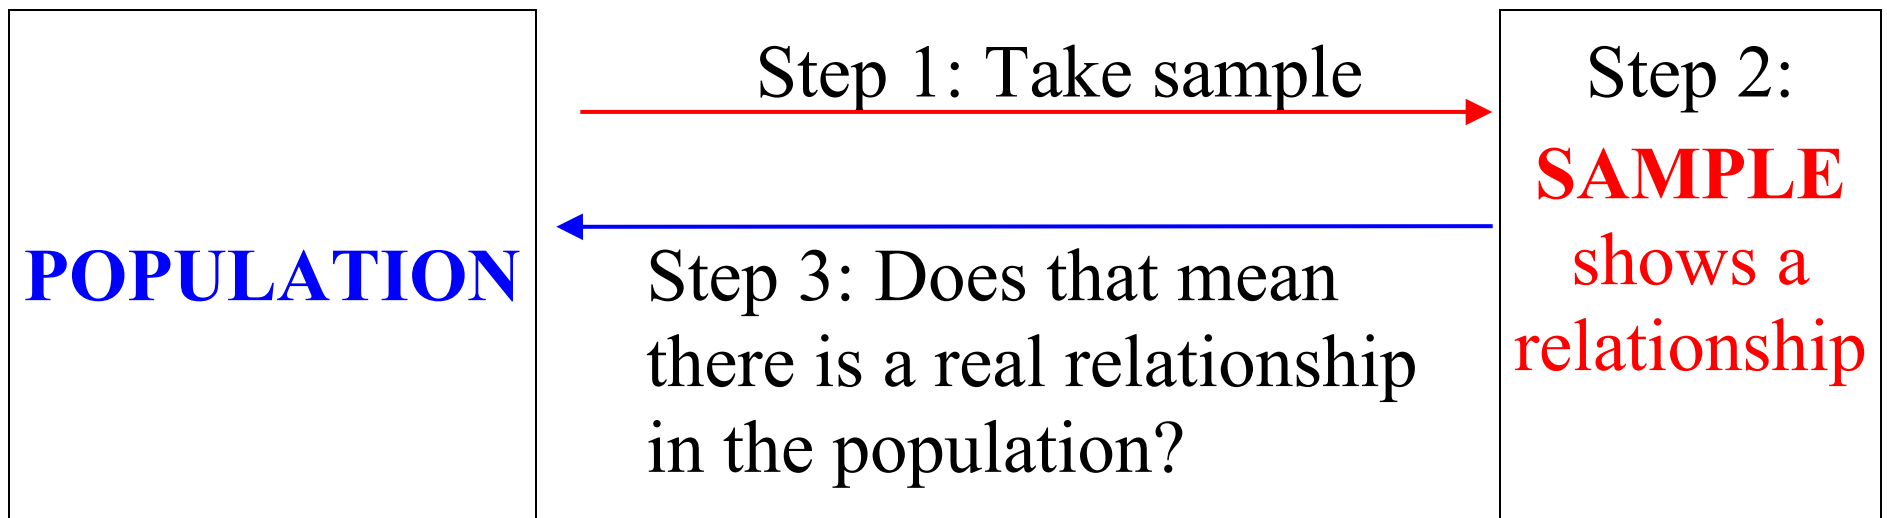 POPULATION
Step 1: Take sample
Step 3: Does that mean
there is a real relationship
in the population?
Step 2:
SAMPLE
shows a
relationship